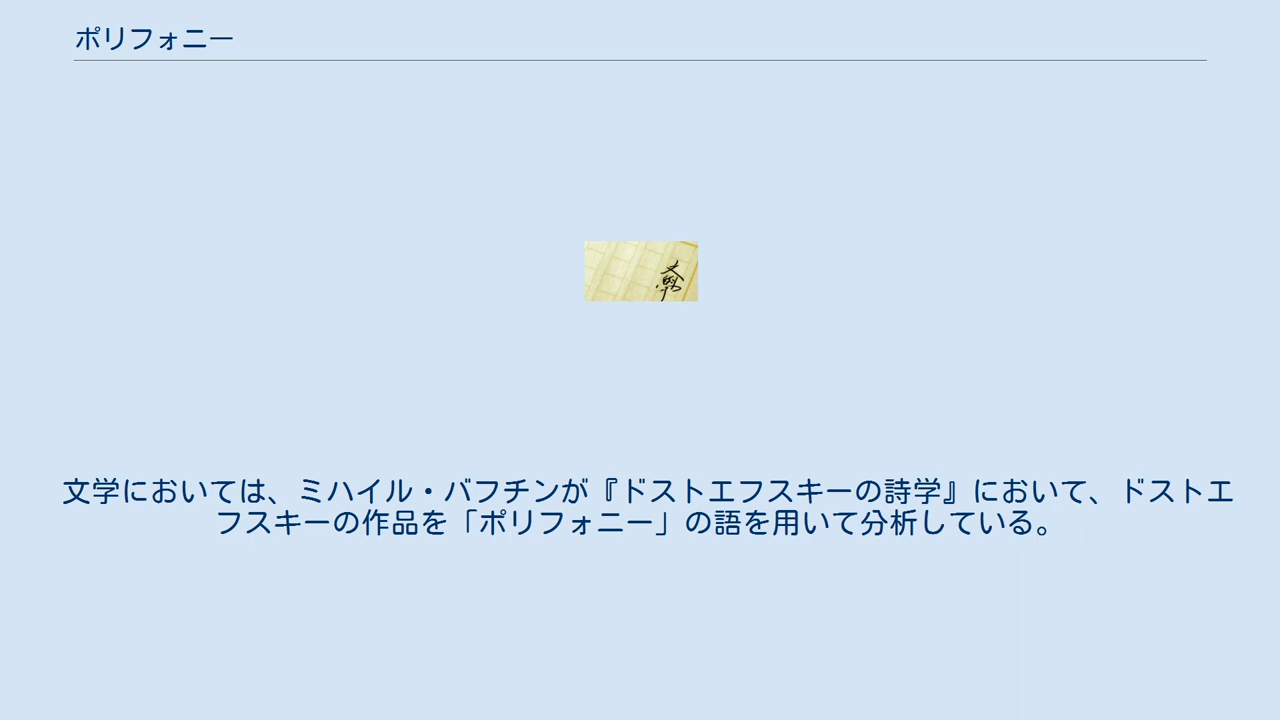 ポリフォニー
文学においては、ミハイル・バフチンが『ドストエフスキーの詩学』において、ドストエ
フスキーの作品を「ポリフォニー」の語を用いて分析している。